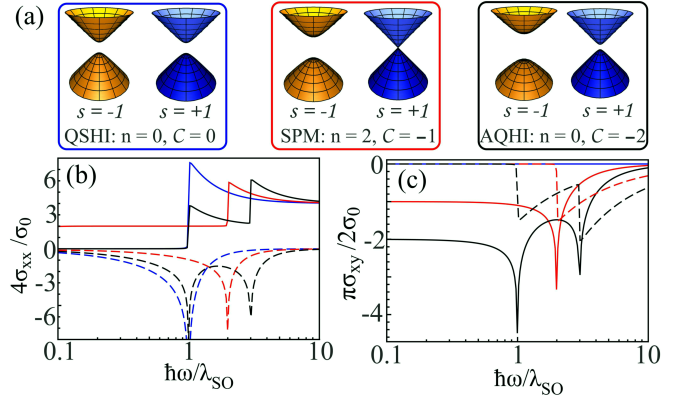 (a)
s = -1 s = +1 s = -1 s = +1 s = -1 s = +1
QSHI: n = 0, C = 0 SPM: n = 2, C = −1 AQHI: n = 0, C = −2
(b)
4σxx/σ0
6
3
0
-3
-6
0.1 1 10
ħω/λSO
(c)
πσxy/2σ0
0
-2
-4
0.1 1 10
ħω/λSO